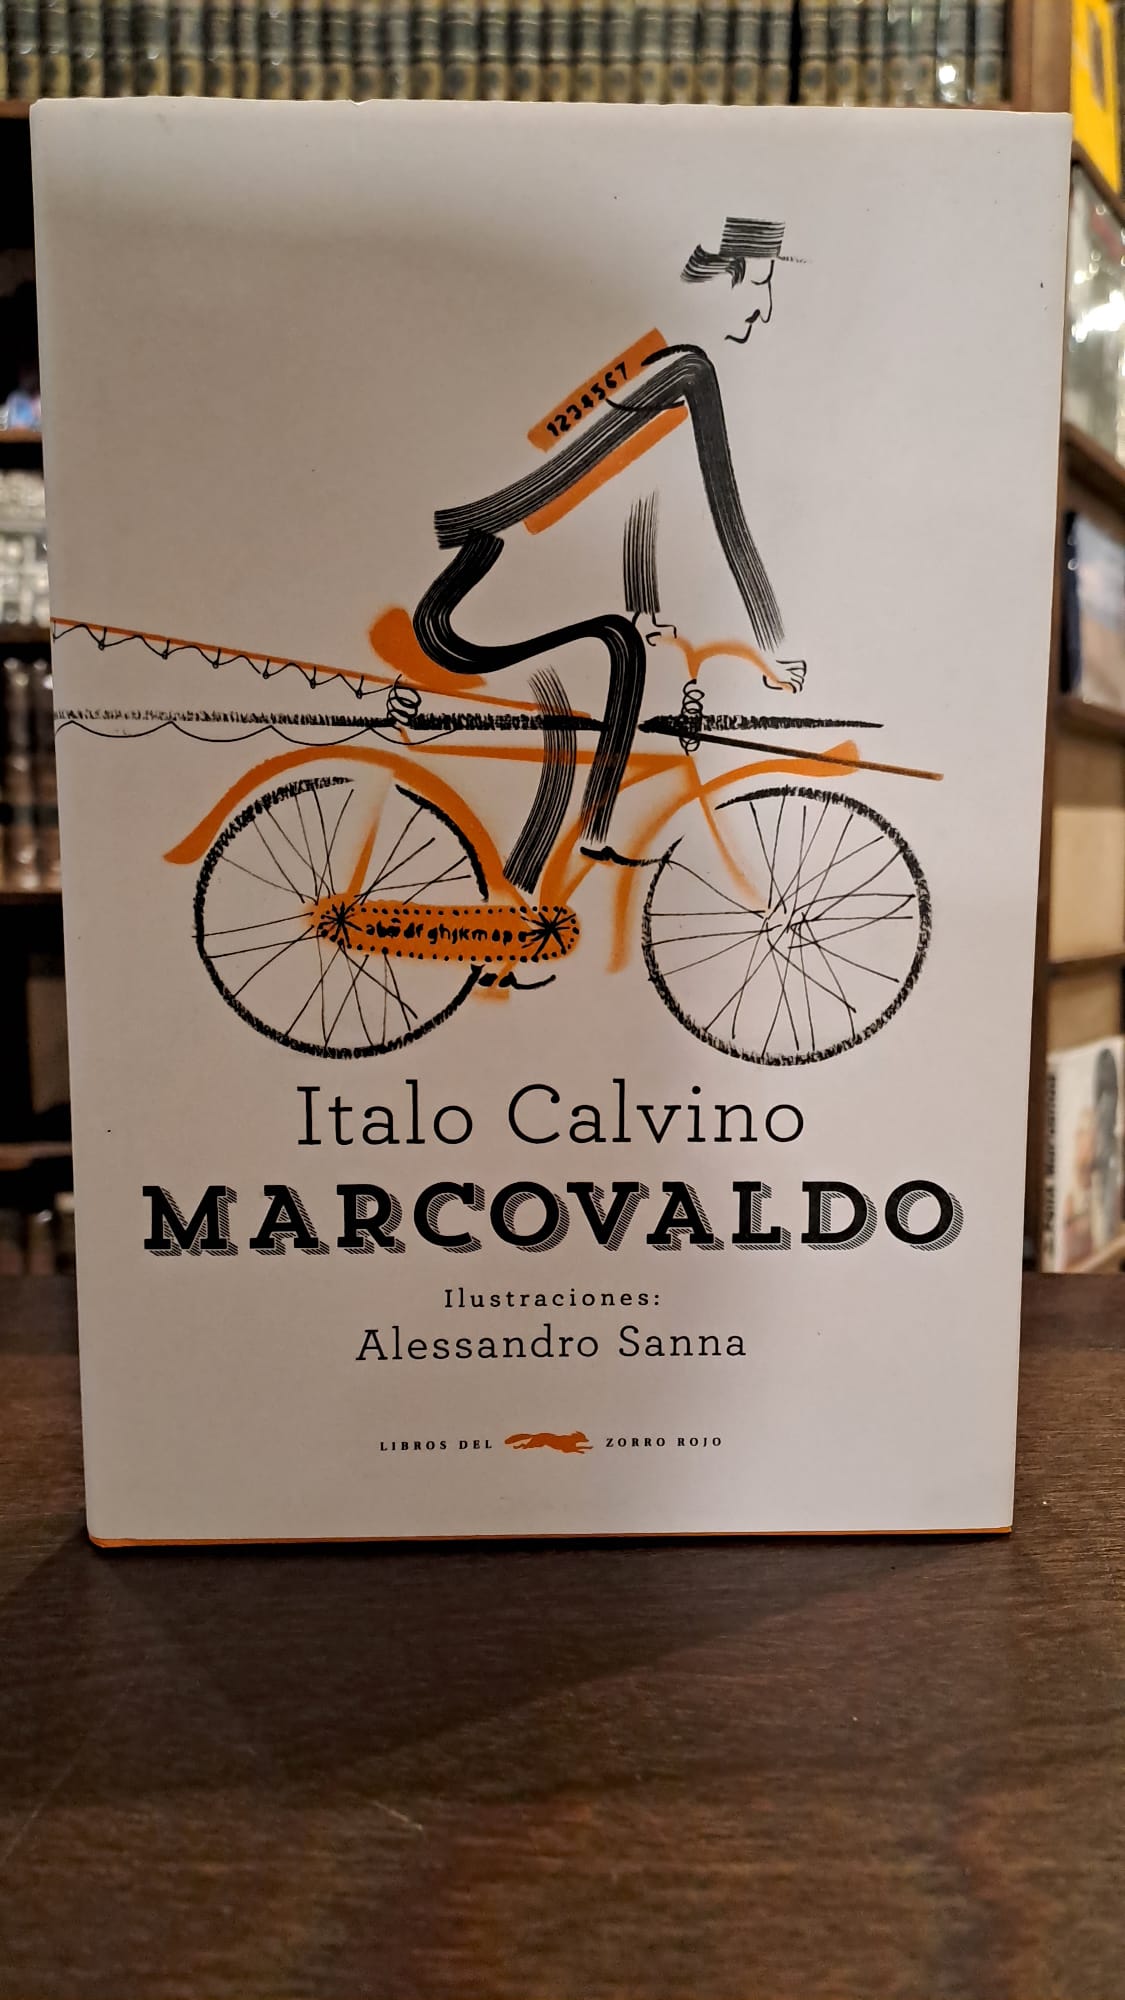 1234567
Italo Calvino
MARCOVALDO
Ilustraciones:
Alessandro Sanna
LIBROS DEL ZORRO ROJO